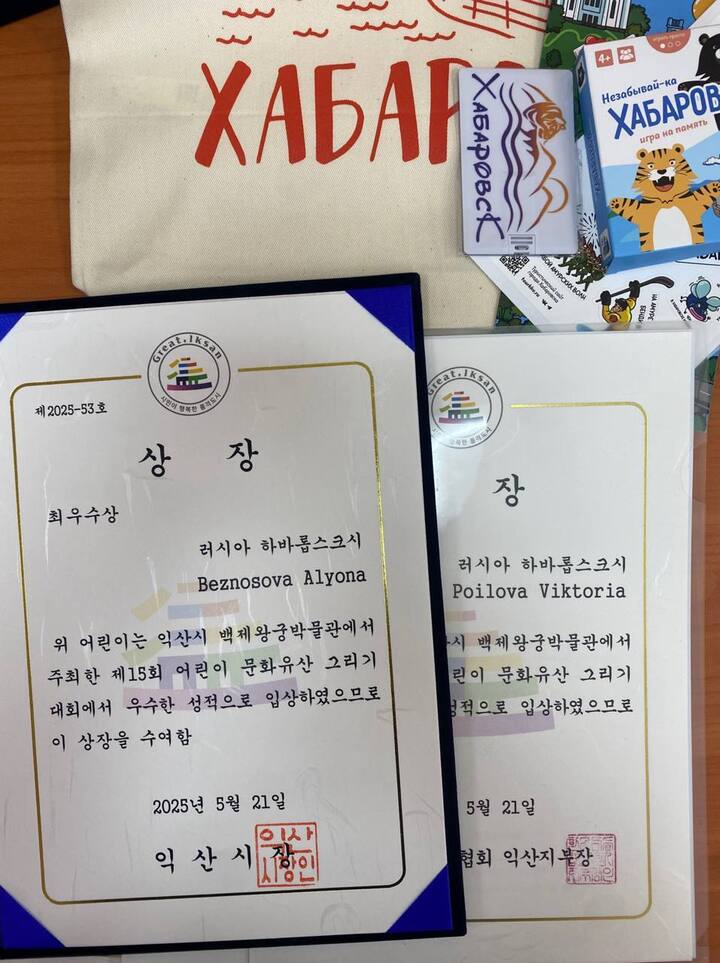 ХАБАР
ХАБАРОВСК
4+
Незабывай-ка
ХАБАРОВ
игра на память
Great.Iksan
시민이 행복한 품격도시
제2025-53호
상 장
최우수상
러시아 하바롭스크시
Beznosova Alyona
위 어린이는 익산시 백제왕궁박물관에서
주최한 제15회 어린이 문화유산 그리기
대회에서 우수한 성적으로 입상하였으므로
이 상장을 수여함
2025년 5월 21일
익 산 시 장
익산시장인
Great.Iksan
장
러시아 하바롭스크시
Poilova Viktoria
시 백제왕궁박물관에서
린이 문화유산 그리기
성적으로 입상하였으므로
5월 21일
협회 익산지부장